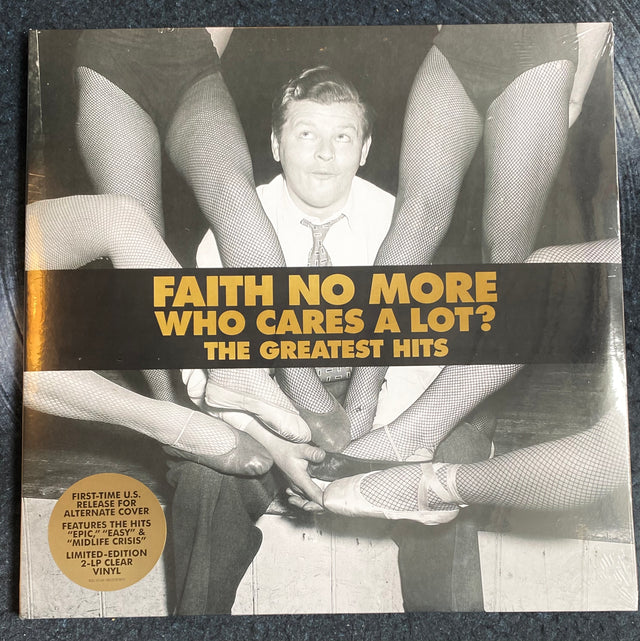 FAITH NO MORE
WHO CARES A LOT?
THE GREATEST HITS
FIRST-TIME U.S.
RELEASE FOR
ALTERNATE COVER
FEATURES THE HITS
"EPIC," "EASY" &
"MIDLIFE CRISIS"
LIMITED-EDITION
2-LP CLEAR
VINYL